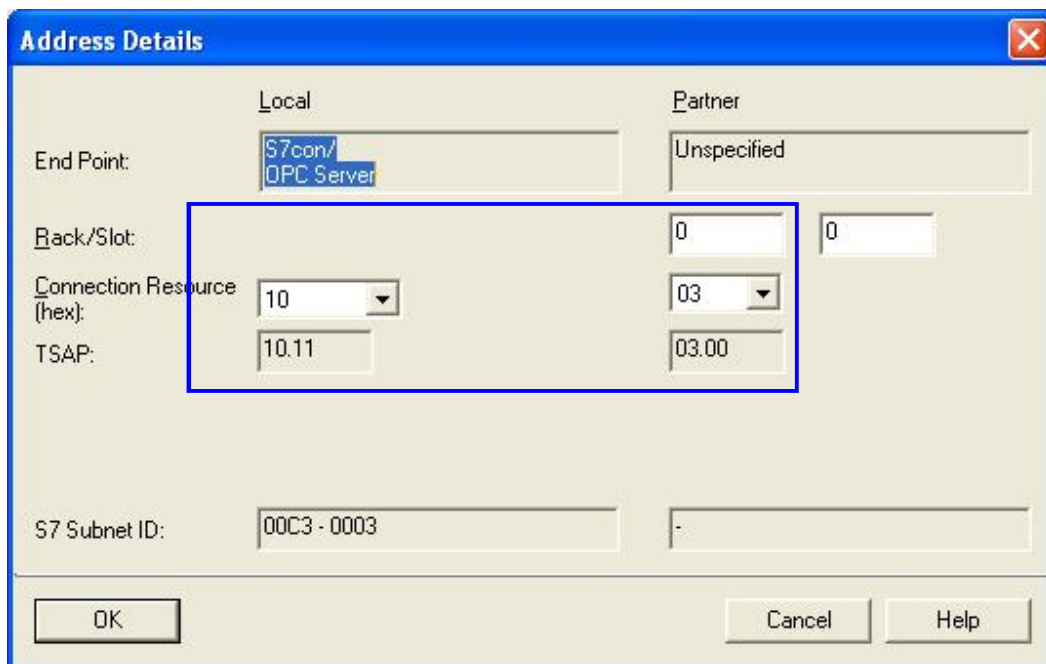 Address Details
Local Partner
End Point: S7con/ Unspecified
OPC Server
Rack/Slot: 0 0
Connection Resource
(hex): 10 03
TSAP: 10.11 03.00
S7 Subnet ID: 00C3 - 0003 -
OK Cancel Help